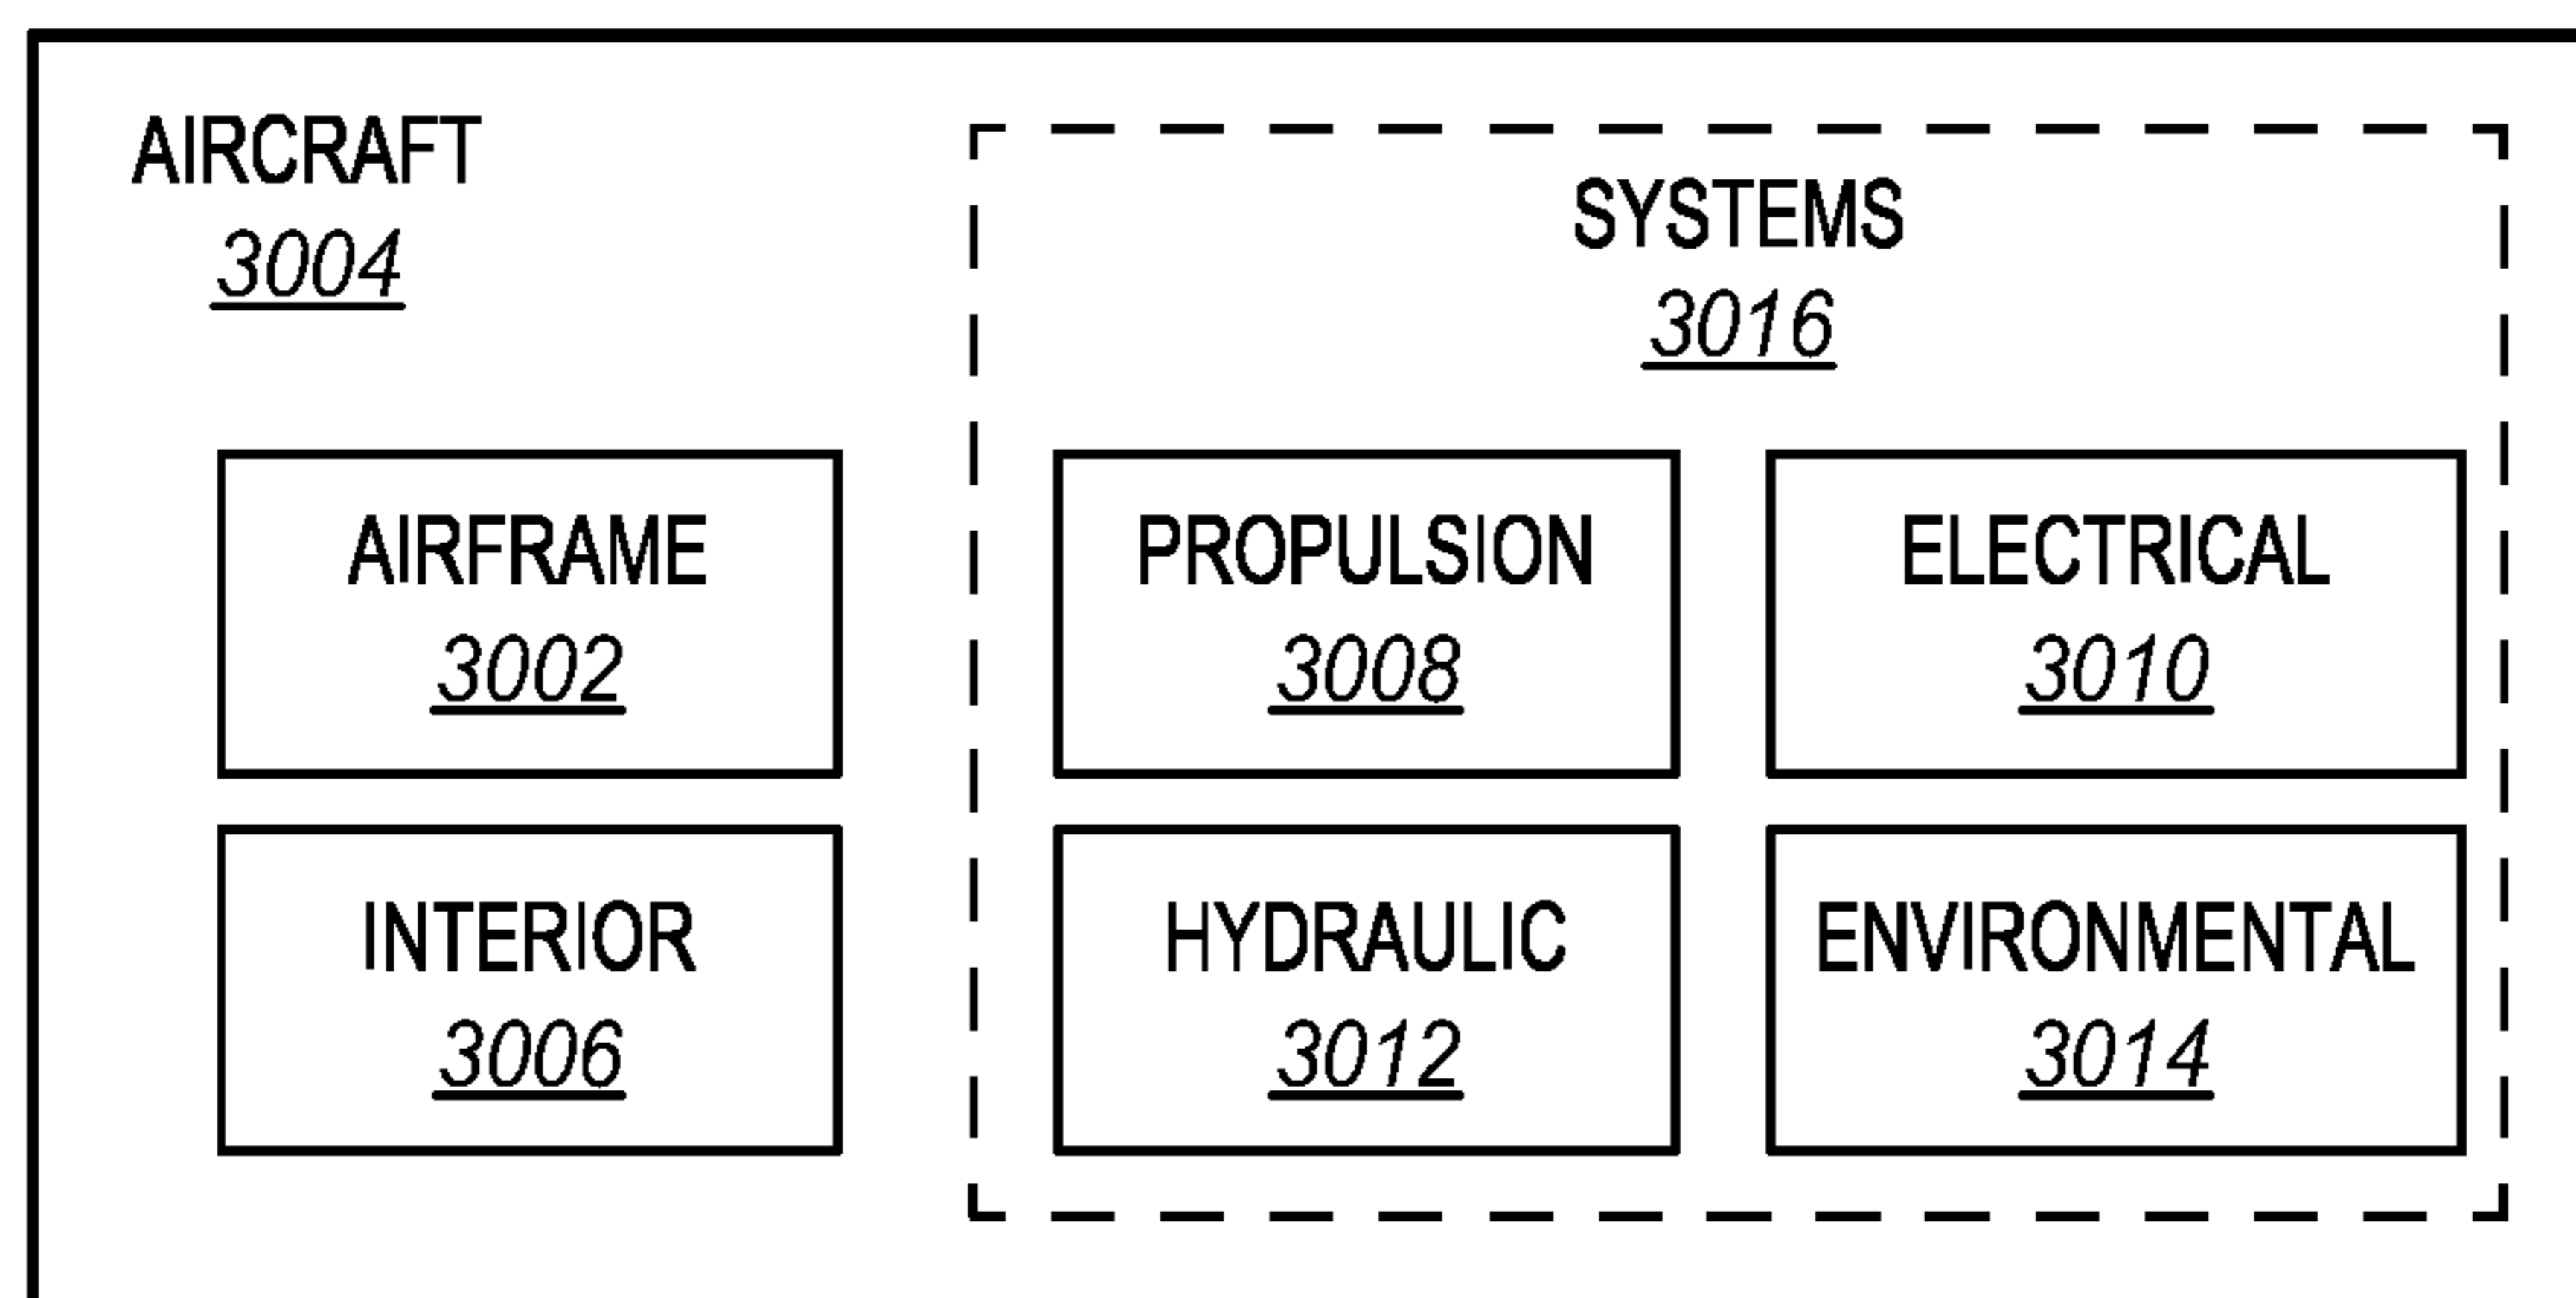 AIRCRAFT
3004
SYSTEMS
3016
AIRFRAME
3002
PROPULSION
3008
ELECTRICAL
3010
INTERIOR
3006
HYDRAULIC
3012
ENVIRONMENTAL
3014